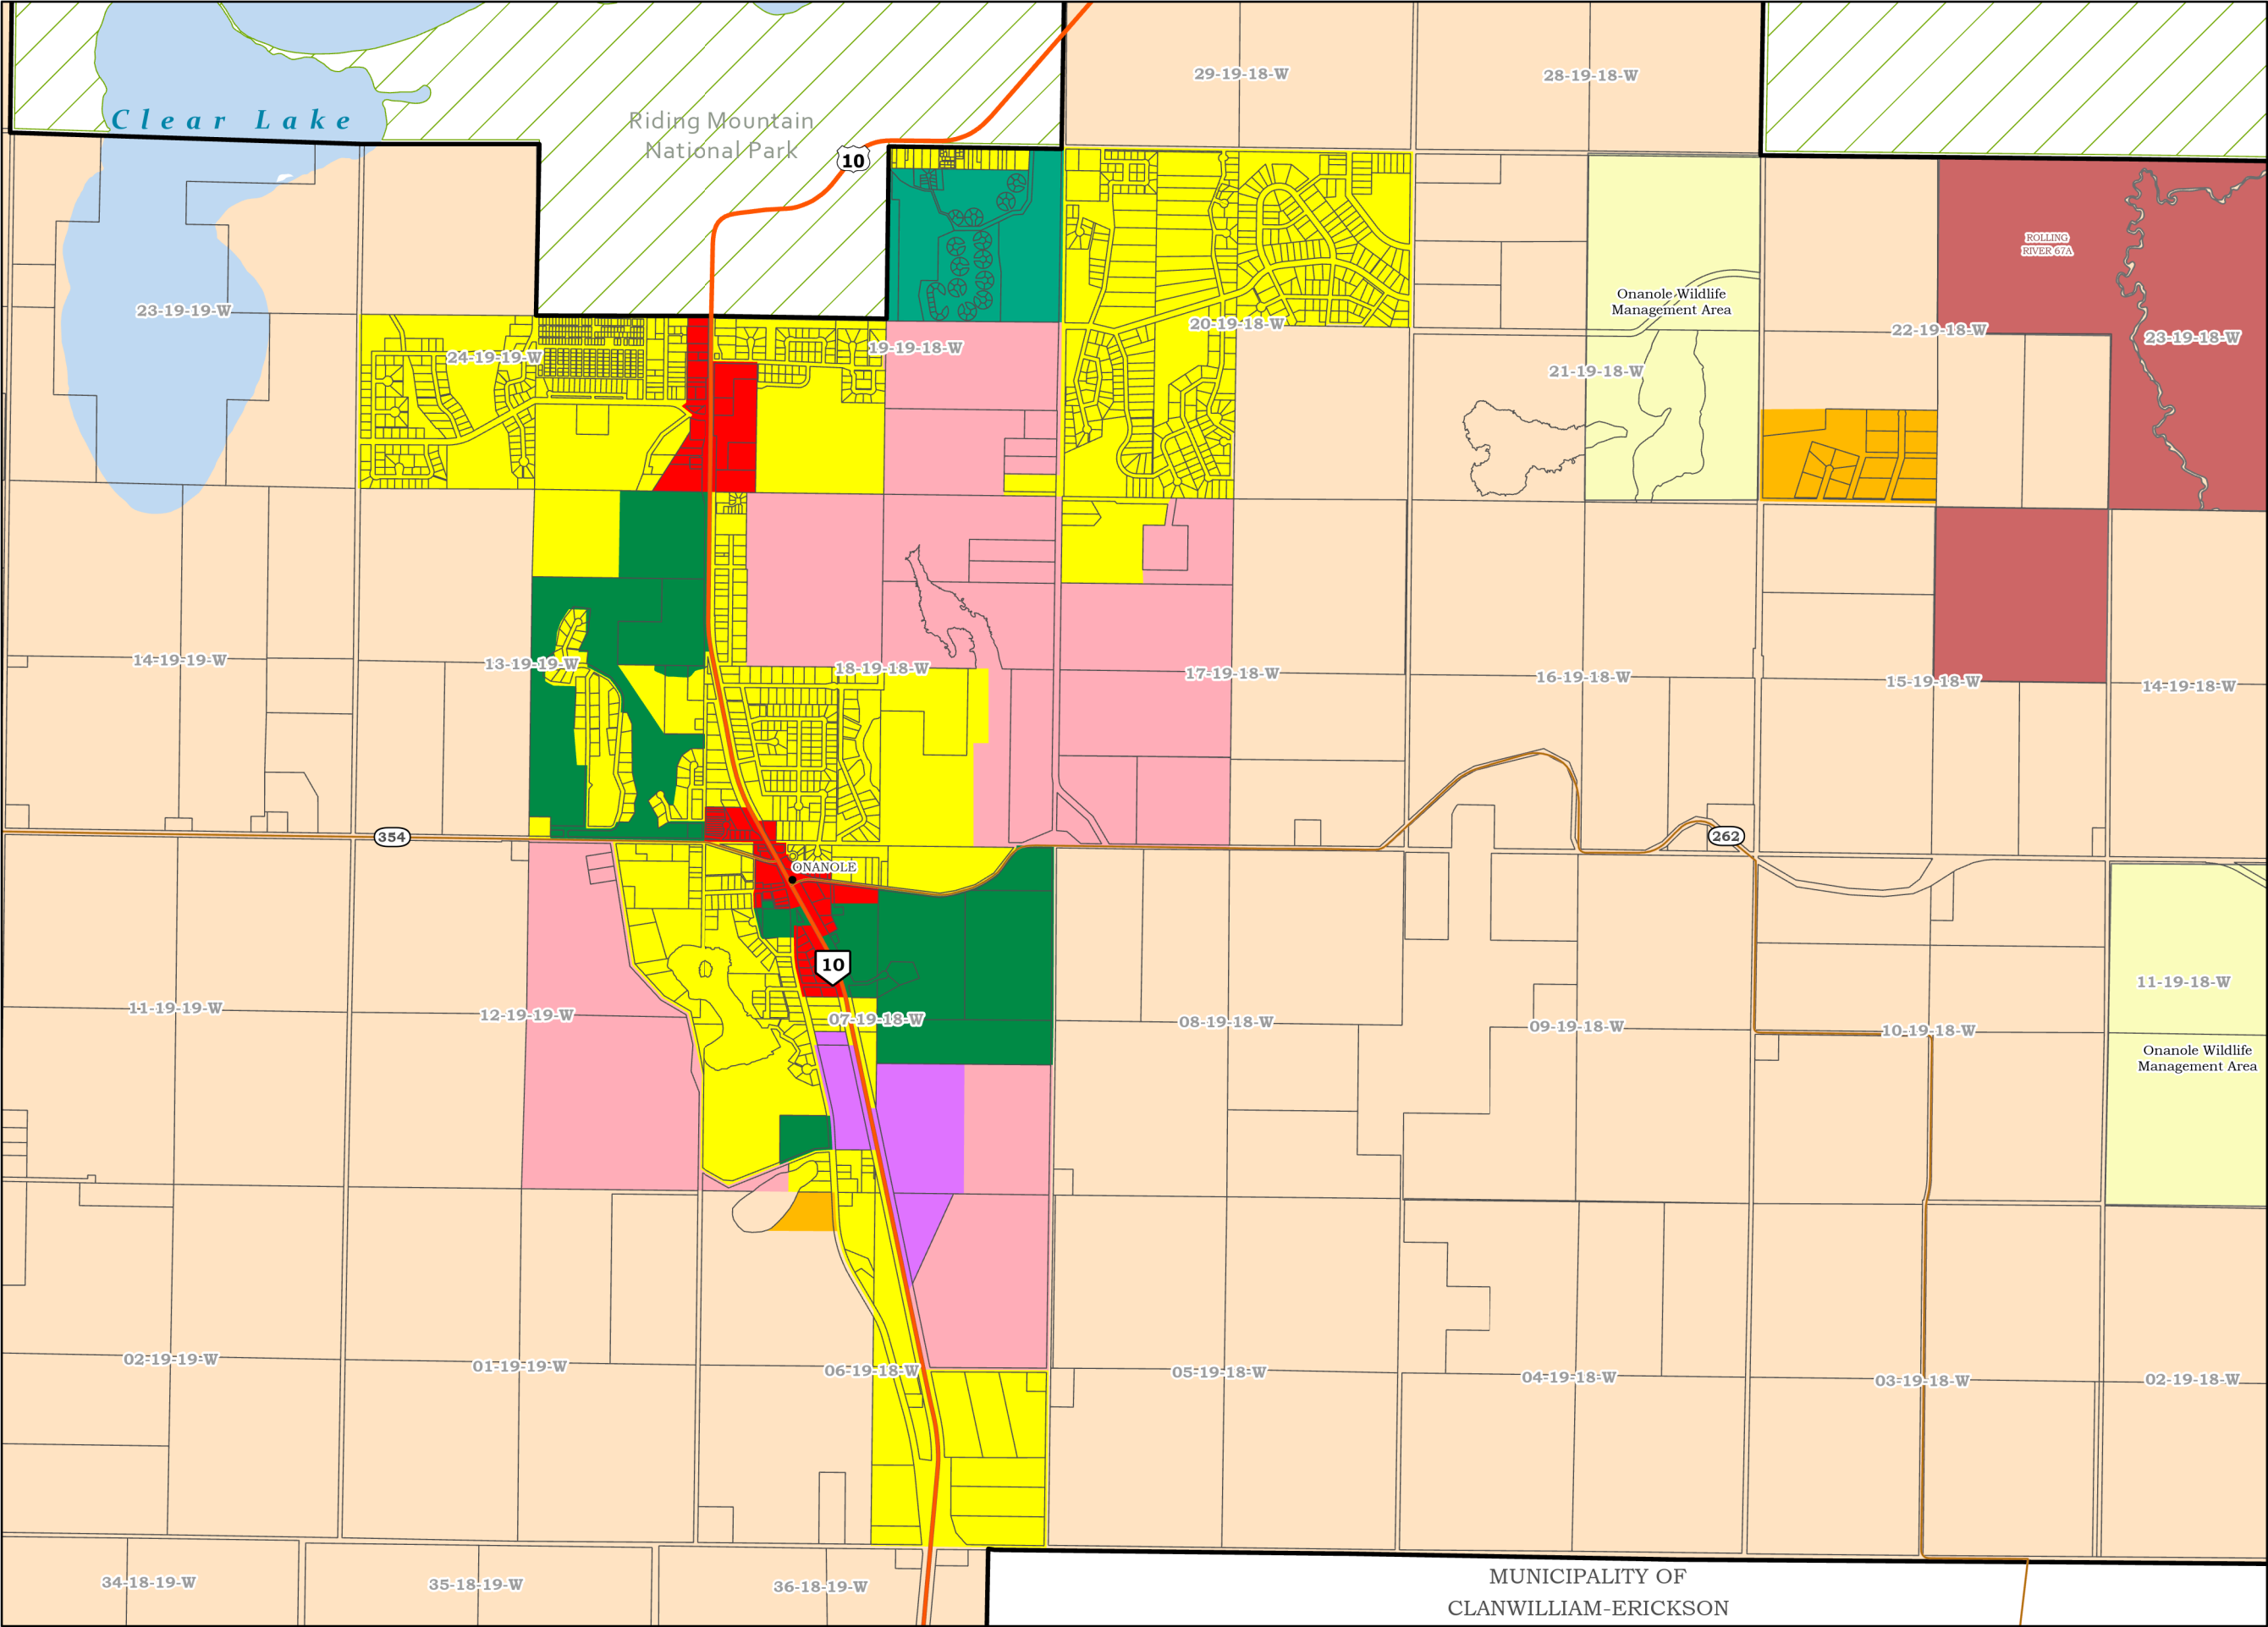 29-19-18-W
28-19-18-W
Clear Lake
Riding Mountain
National Park
10
ROLLING
RIVER 67A
Onanole Wildlife
Management Area
23-19-19-W
20-19-18-W
22-19-18-W
23-19-18-W
24-19-19-W
19-19-18-W
21-19-18-W
14-19-19-W
13-19-19-W
18-19-18-W
17-19-18-W
16-19-18-W
15-19-18-W
14-19-18-W
354
262
ONANOLE
10
11-19-18-W
11-19-19-W
12-19-19-W
07-19-18-W
08-19-18-W
09-19-18-W
10-19-18-W
Onanole Wildlife
Management Area
02-19-19-W
01-19-19-W
06-19-18-W
05-19-18-W
04-19-18-W
03-19-18-W
02-19-18-W
34-18-19-W
35-18-19-W
36-18-19-W
MUNICIPALITY OF
CLANWILLIAM-ERICKSON